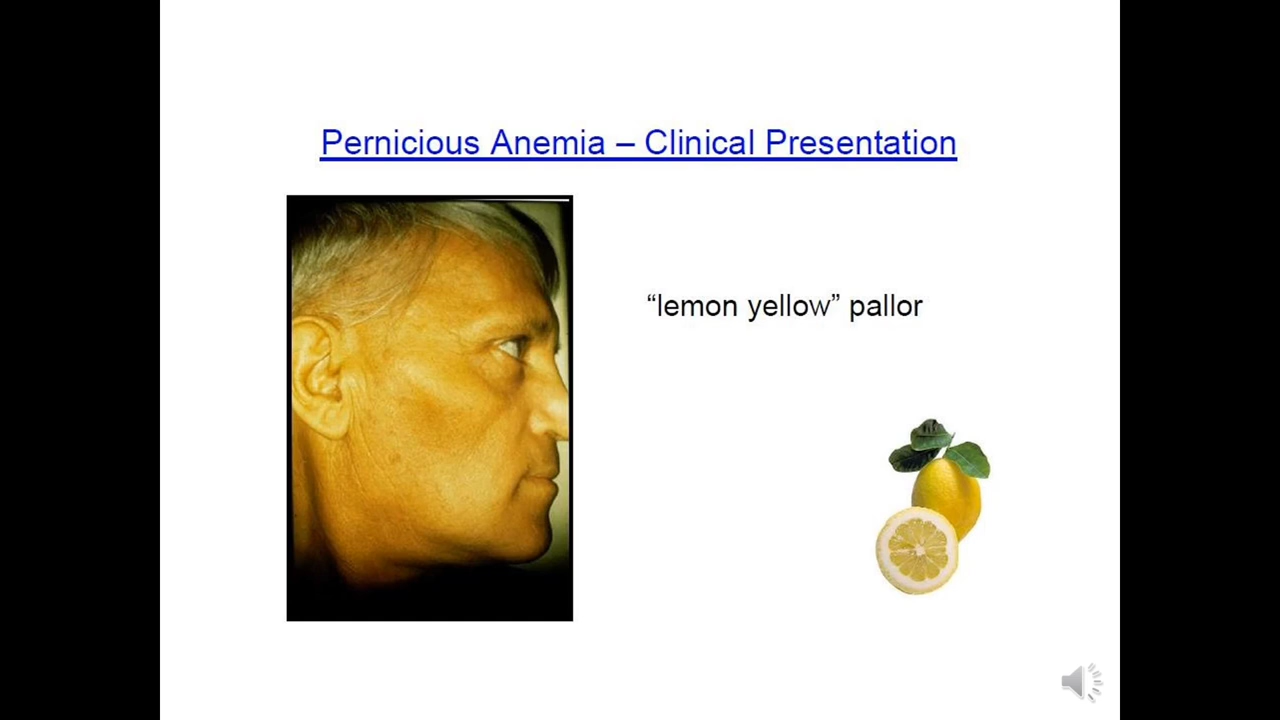 Pernicious Anemia – Clinical Presentation
“lemon yellow” pallor